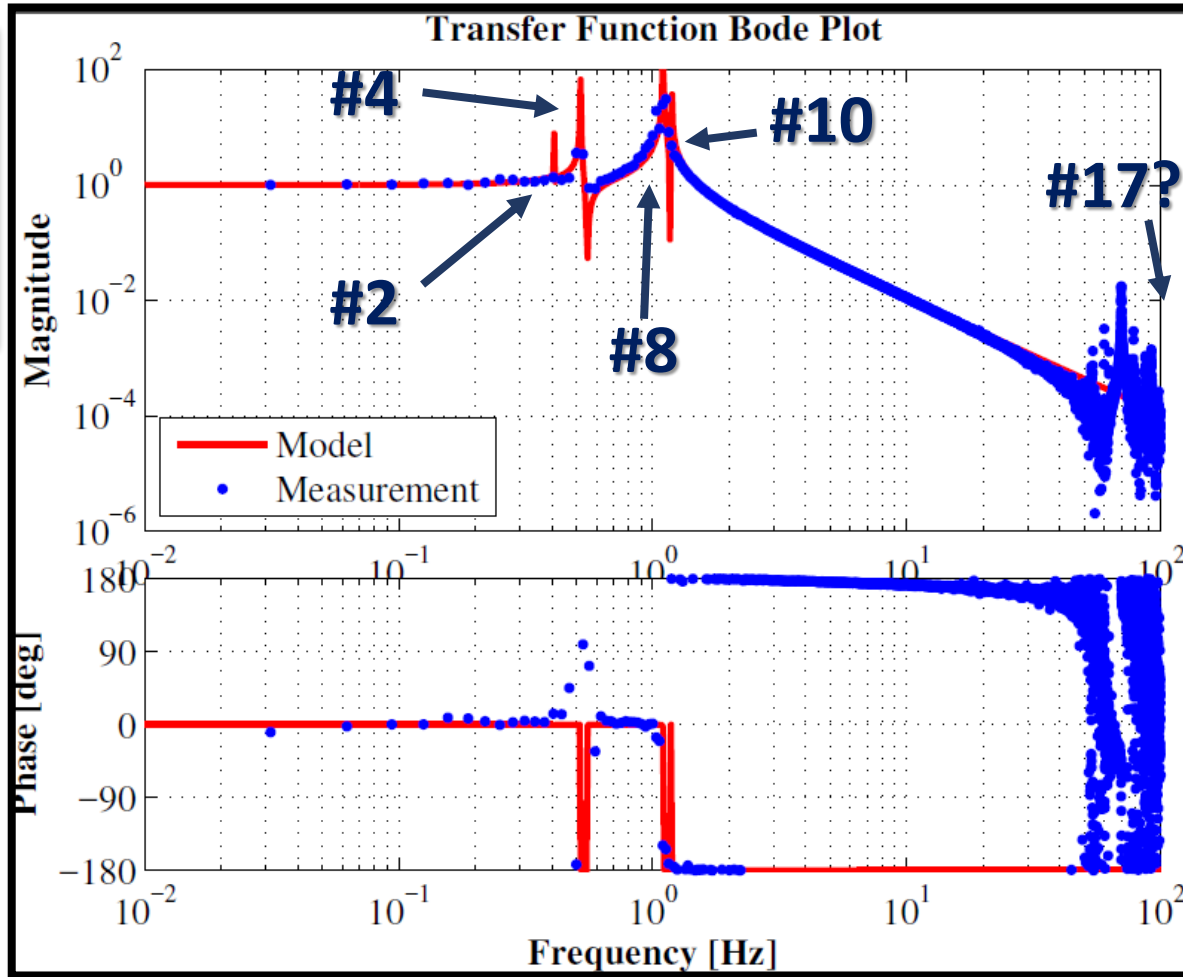 Transfer Function Bode Plot
10^2
10^0
10^-2
10^-4
10^-6
Magnitude
#4
#10
#17?
#2
#8
Model
Measurement
10^-2 10^-1 10^0 10^1 10^2
180
90
0
−90
−180
Phase [deg]
10^-2 10^-1 10^0 10^1 10^2
Frequency [Hz]